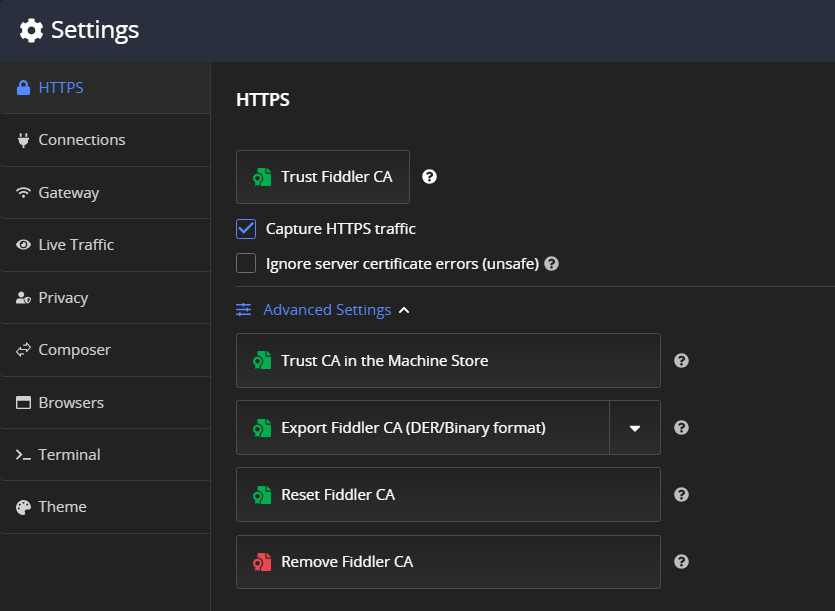 Settings
HTTPS
Connections
Gateway
Live Traffic
Privacy
Composer
Browsers
Terminal
Theme
HTTPS
Trust Fiddler CA
Capture HTTPS traffic
Ignore server certificate errors (unsafe)
Advanced Settings
Trust CA in the Machine Store
Export Fiddler CA (DER/Binary format)
Reset Fiddler CA
Remove Fiddler CA